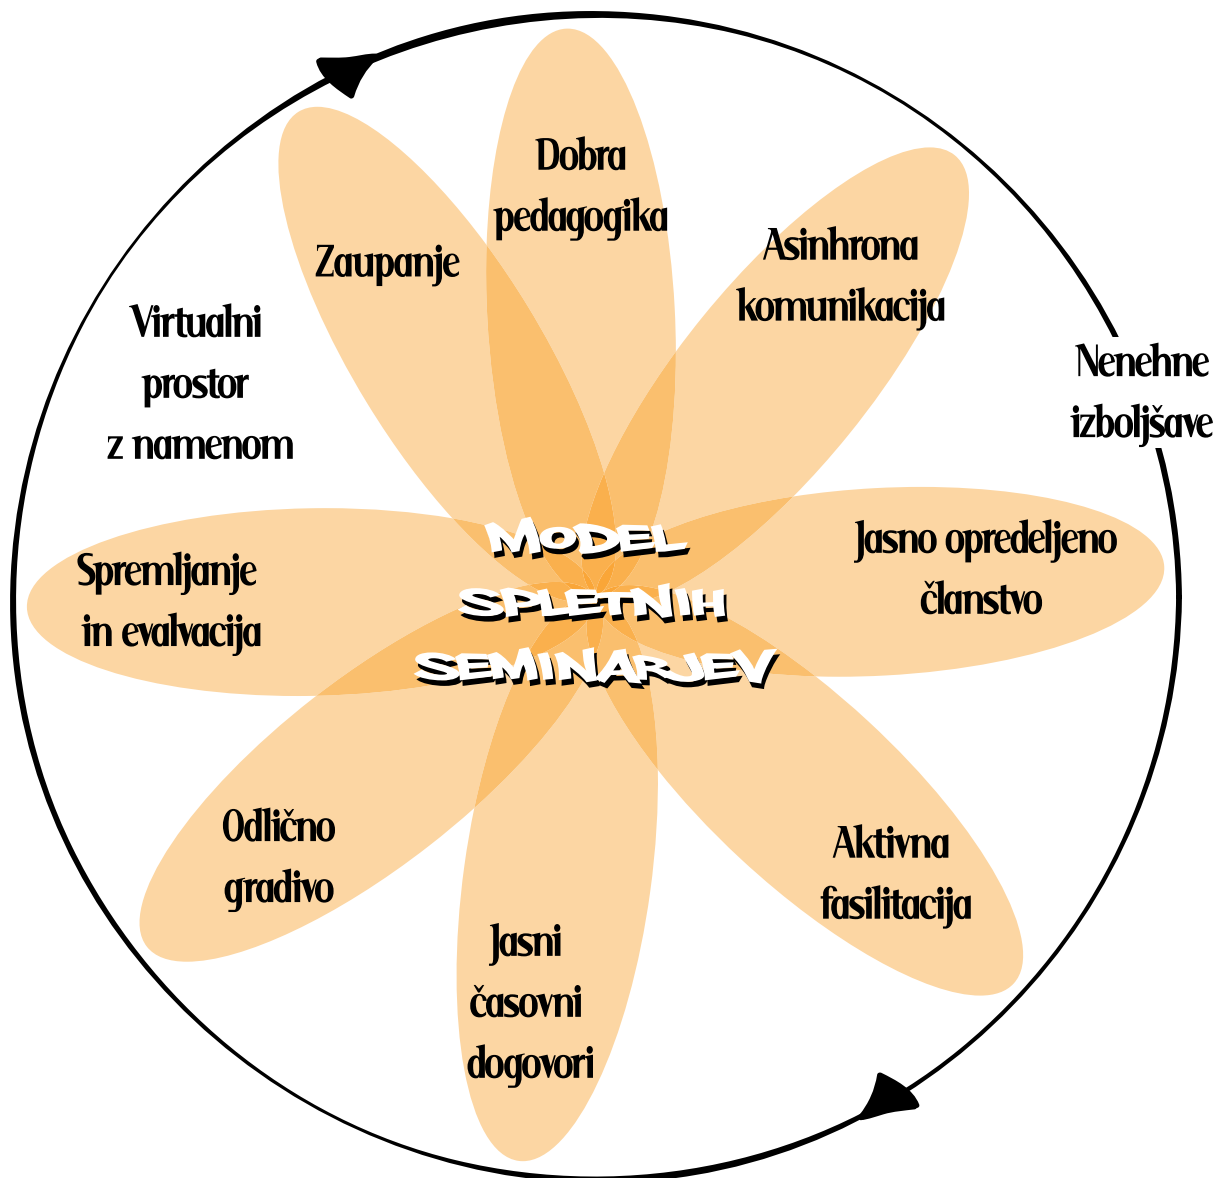 Dobra
pedagogika
Zaupanje
Asinhrona
komunikacija
Virtualni
prostor
z namenom
Nenehne
izboljšave
MODEL
SPLETNIH
SEMINARJEV
Jasno opredeljeno
članstvo
Spremljanje
in evalvacija
Odlično
gradivo
Aktivna
fasilitacija
Jasni
časovni
dogovori